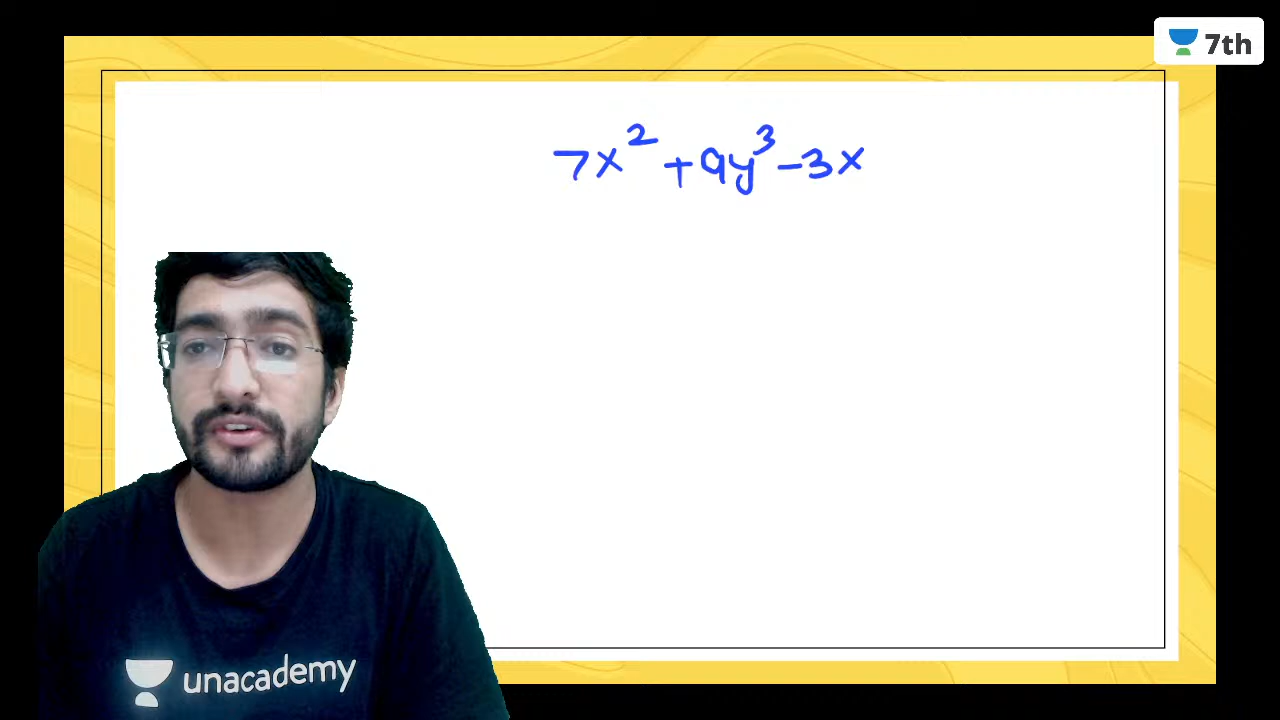 7th
7x² + 9y³ - 3x
unacademy